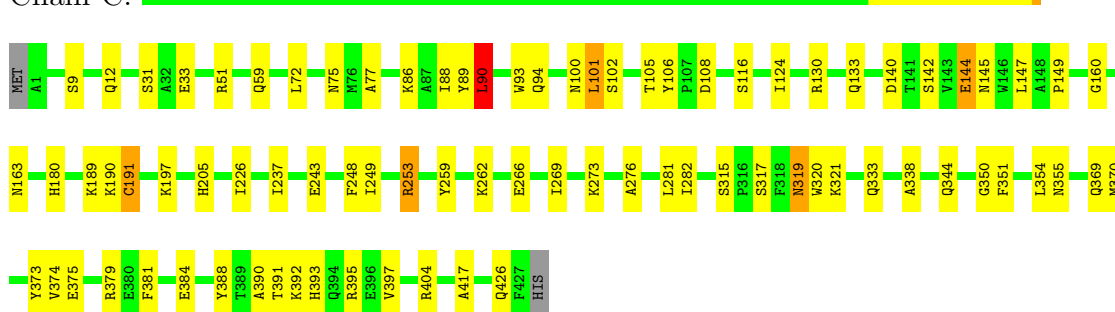 Chain C:
MET A1 S9 Q12 S31 A32 E33 R51 Q59 L72 N75 M76 A77 K86 A87 I88 Y89 L90 W93 Q94 N100 L101 S102 T105 Y106 P107 D108 S116 I124 R130 Q133 D140 T141 S142 V143 E144 N145 W146 L147 A148 P149 G160
N163 H180 K189 K190 C191 K197 H205 I226 I237 E243 F248 I249 R253 Y259 K262 E266 I269 K273 A276 L281 I282 S315 P316 S317 F318 N319 W320 K321 Q333 A338 Q344 G350 F351 L354 N355 Q369 M370
Y373 V374 E375 R379 E380 F381 E384 Y388 T389 A390 T391 K392 H393 Q394 R395 E396 V397 R404 A417 Q426 F427 HIS